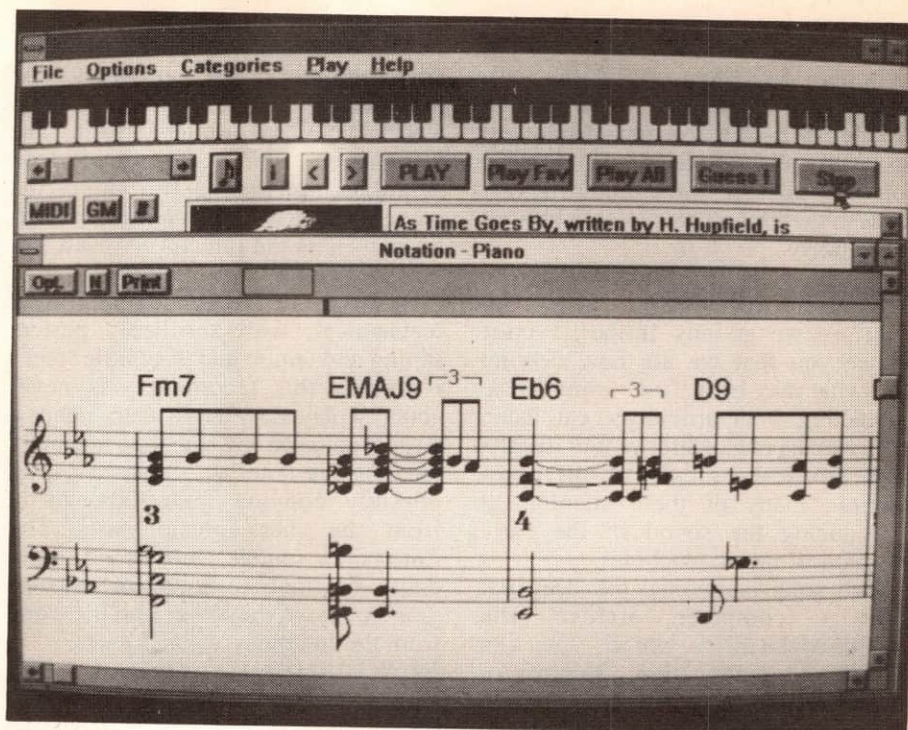 File Options Categories Play Help
i < > PLAY Play Fav Play All Guess ! Stop
MIDI GM #
As Time Goes By, written by H. Hupfield, is
Notation - Piano
Opt. N Print
Fm7 EMAJ9 3 Eb6 3 D9
3 4